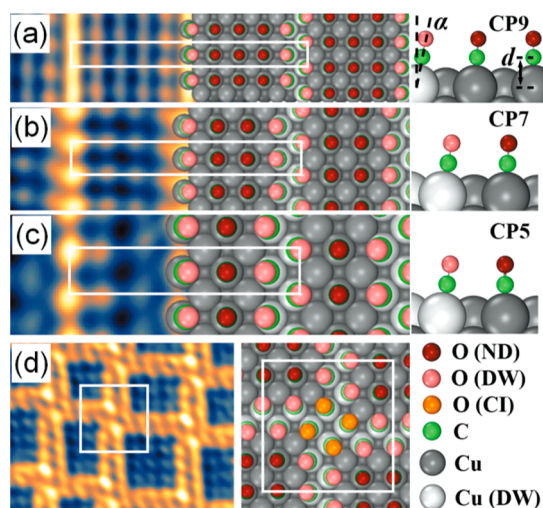 (a)
α
CP9
d
(b)
CP7
(c)
CP5
(d)
O (ND)
O (DW)
O (CI)
C
Cu
Cu (DW)